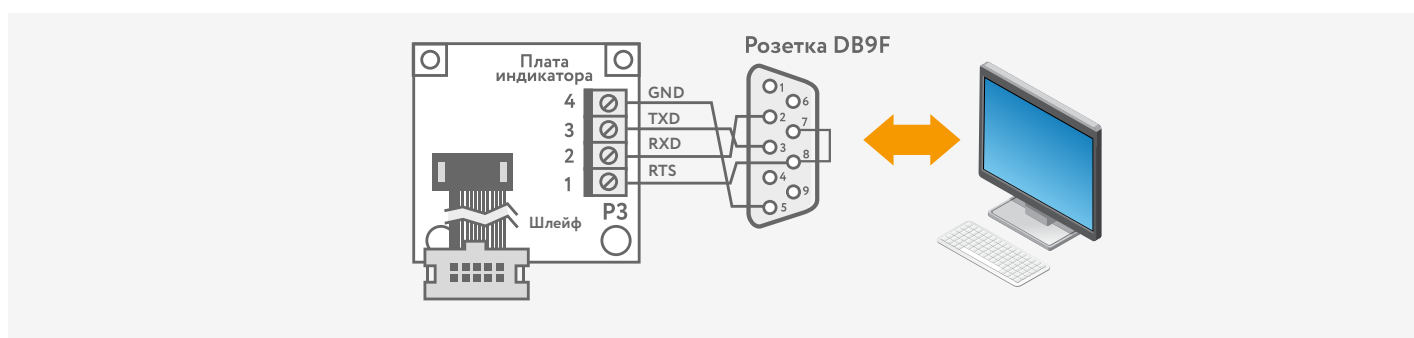 Розетка DB9F
Плата
индикатора
4
3
2
1
GND
TXD
RXD
RTS
P3
Шлейф
1
6
2
7
3
8
4
9
5